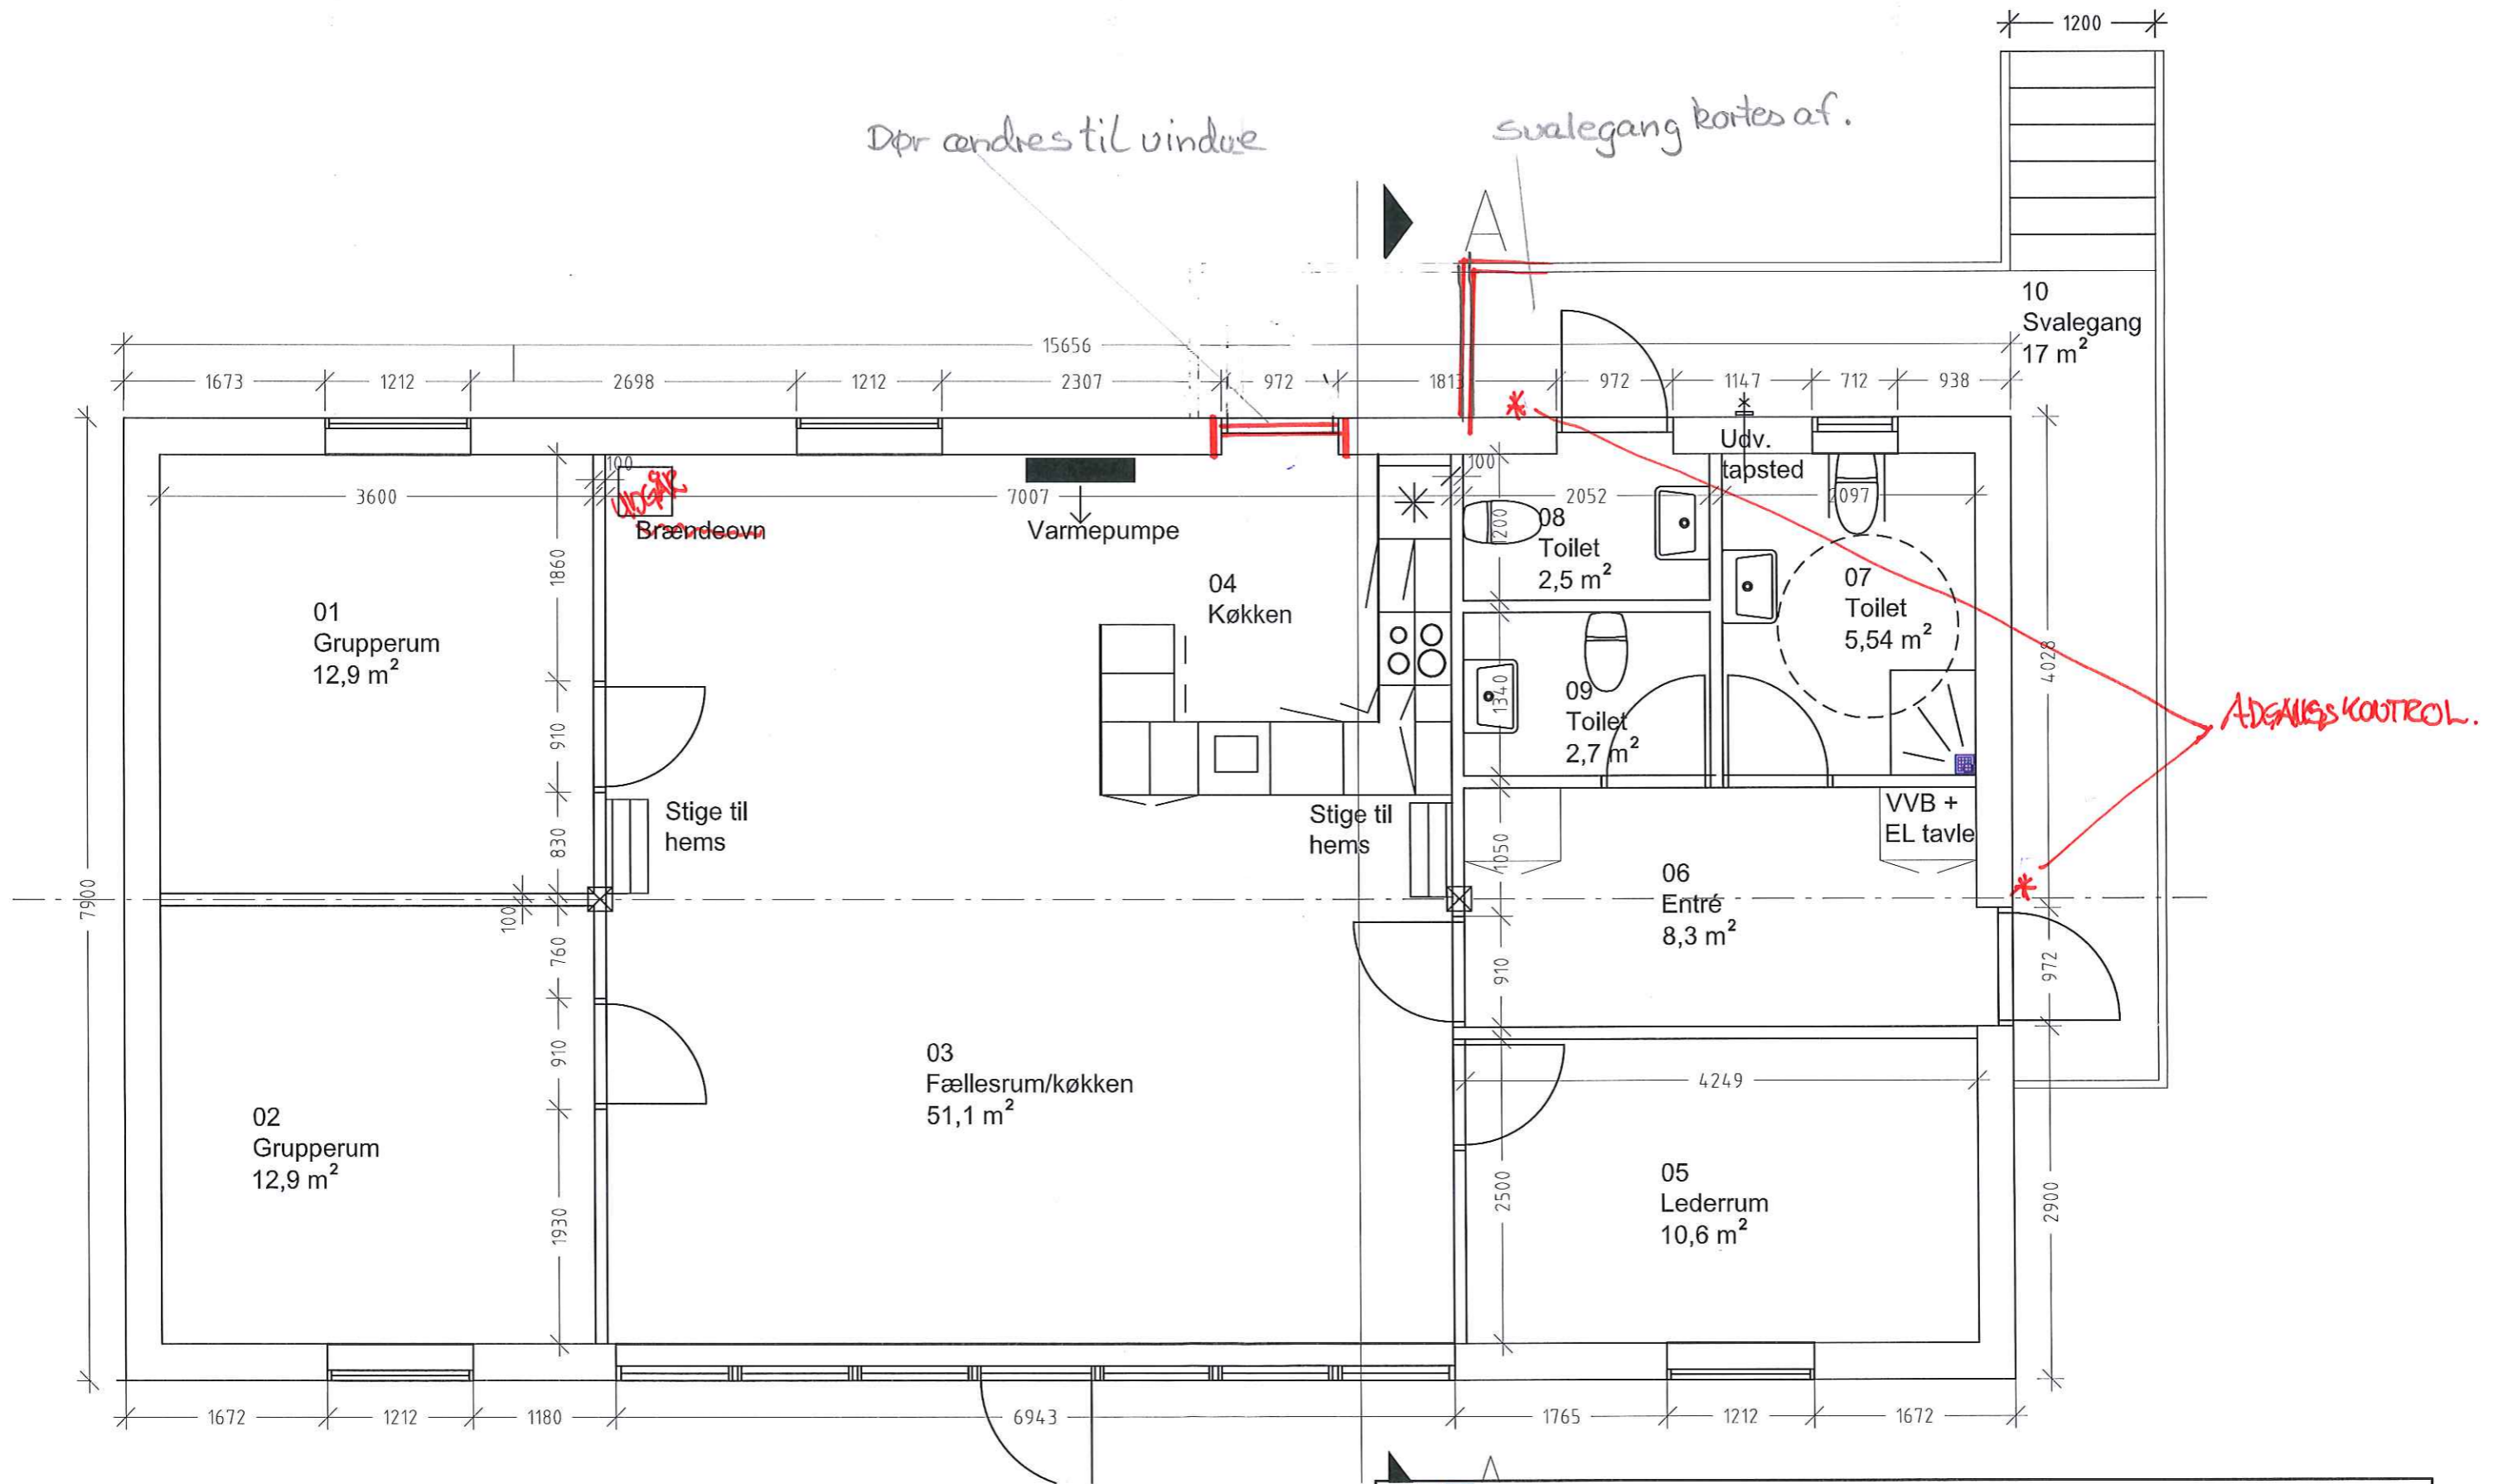 1200
Dør ændres til vindue
svalegang kortes af.
A
10
Svalegang
17 m²
15656
1673
1212
2698
1212
2307
972
1813
972
1147
712
938
*
Udv.
tapsted
100
100
3600
UDGÅR
7007
2052
2097
Brændeovn
Varmepumpe
1200
08
Toilet
2,5 m²
1860
04
Køkken
07
Toilet
5,54 m²
01
Grupperum
12,9 m²
4028
1340
09
Toilet
2,7 m²
910
ADGANGSKONTROL.
Stige til
hems
Stige til
hems
VVB +
EL tavle
830
1050
06
Entré
8,3 m²
*
7900
100
760
910
972
910
03
Fællesrum/køkken
51,1 m²
4249
02
Grupperum
12,9 m²
1930
2500
05
Lederrum
10,6 m²
2900
1672
1212
1180
6943
1765
1212
1672
A